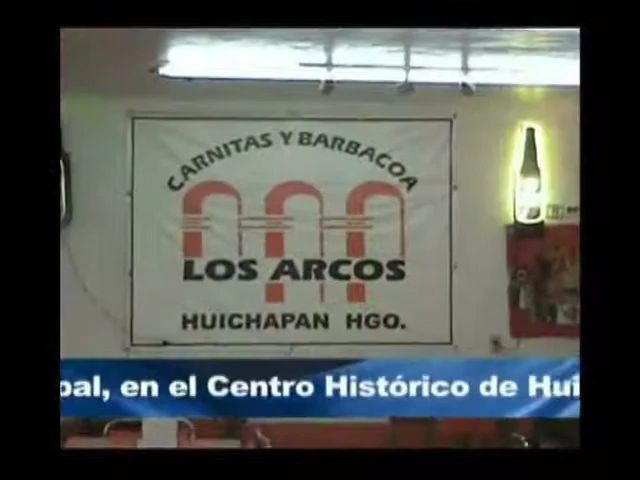 CARNITAS Y BARBACOA
LOS ARCOS
HUICHAPAN HGO.
pal, en el Centro Histórico de Hui